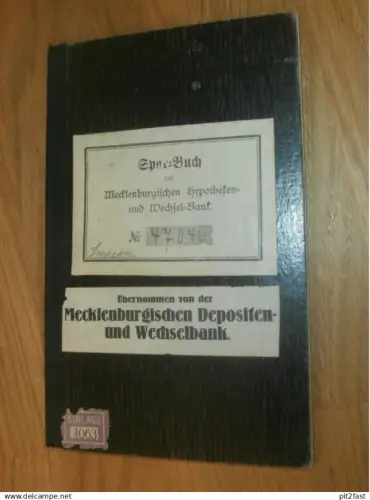 Spar-Buch
der
Mecklenburgischen Hypotheken-
und Wechsel-Bank.
№
Übernommen von der
Mecklenburgischen Depositen-
und Wechselbank.
4063
www.delcampe.net
pit2fast